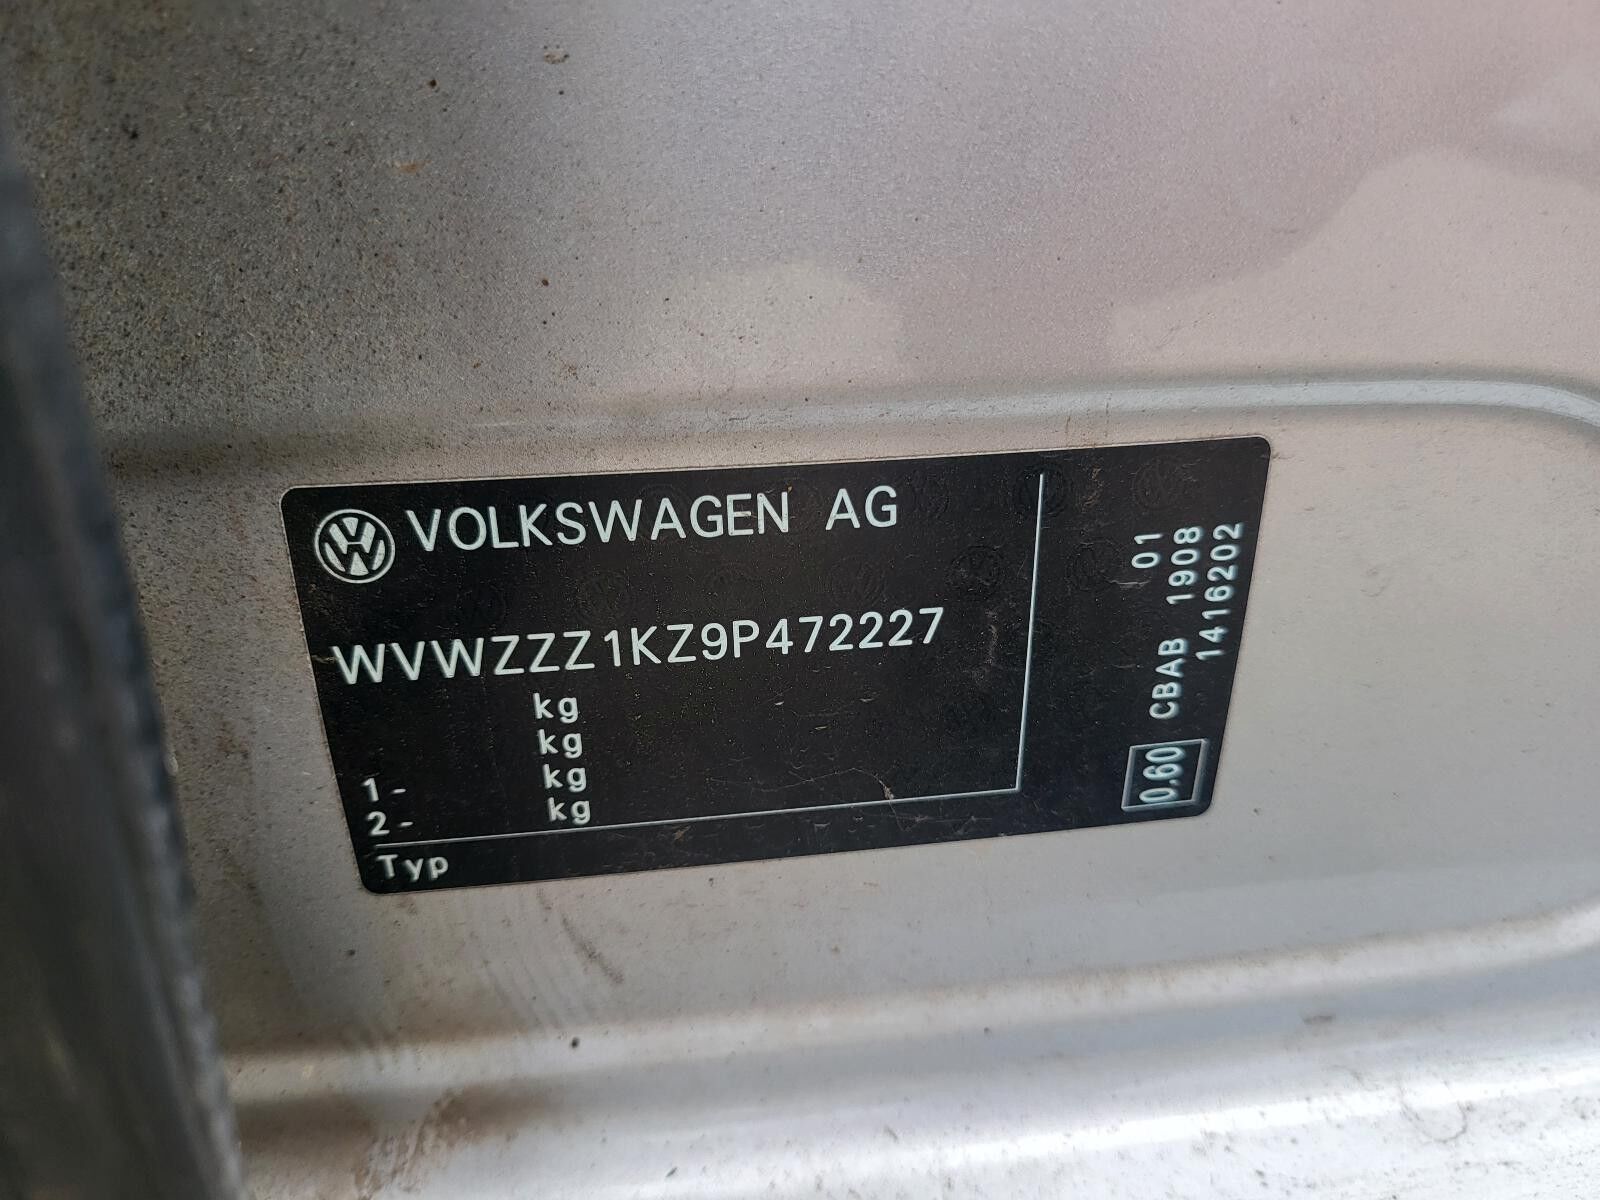 VOLKSWAGEN AG
WVWZZZ1KZ9P472227
kg
kg
1- kg
2- kg
Typ
01
CBAB 1908
1416202
0.60